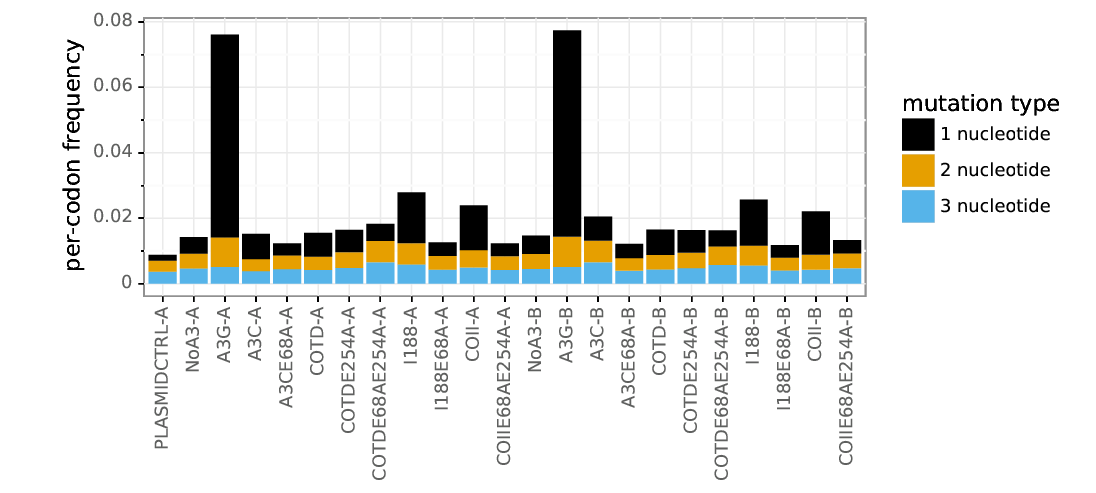 per-codon frequency
0.08
0.06
0.04
0.02
0
PLASMIDCTRL-A
NoA3-A
A3G-A
A3C-A
A3CE68A-A
COTD-A
COTDE254A-A
COTDE68AE254A-A
I188-A
I188E68A-A
COII-A
COIIE68AE254A-A
NoA3-B
A3G-B
A3C-B
A3CE68A-B
COTD-B
COTDE254A-B
COTDE68AE254A-B
I188-B
I188E68A-B
COII-B
COIIE68AE254A-B
mutation type
1 nucleotide
2 nucleotide
3 nucleotide